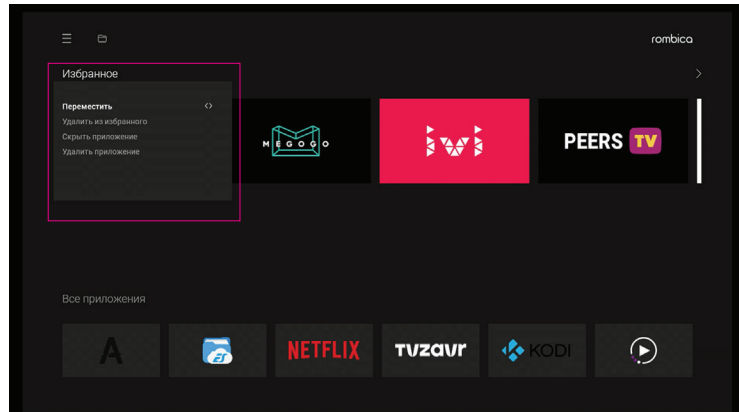 rombica
Избранное
Переместить
Удалить из избранного
Скрыть приложение
Удалить приложение
MEGOGO
ivi
PEERS TV
Все приложения
A
ES
NETFLIX
TVZAVR
KODI